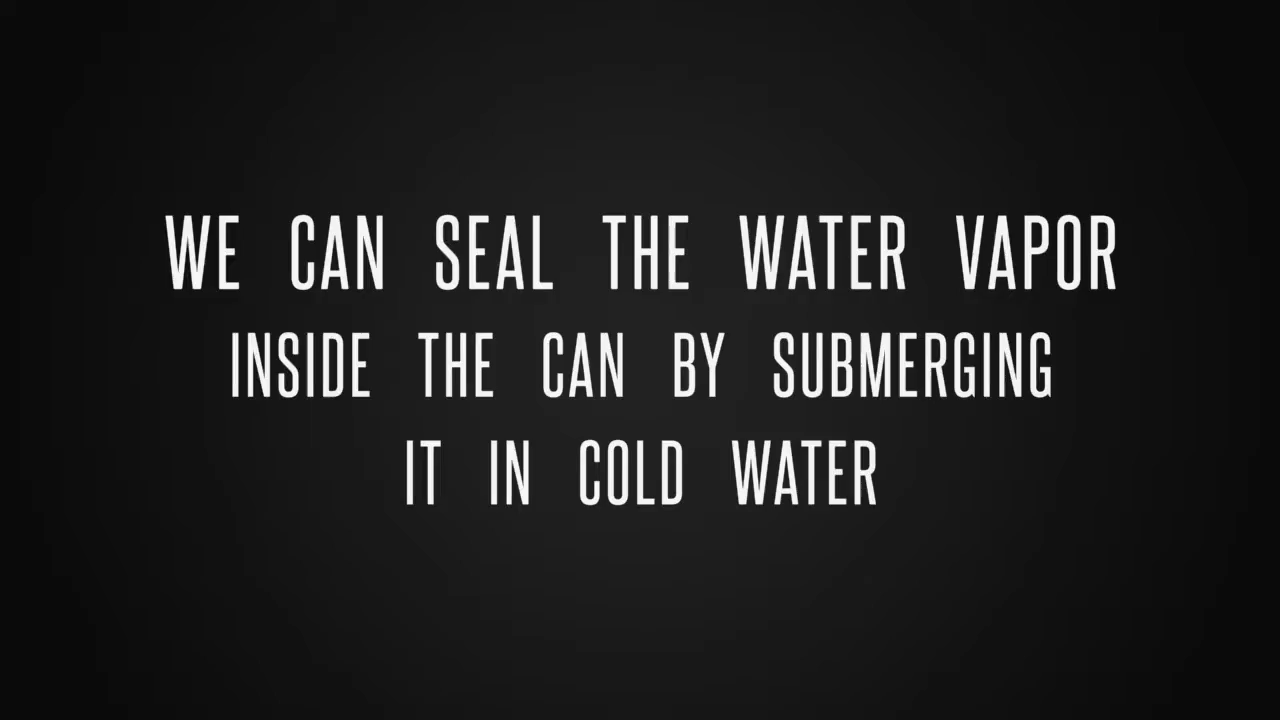 WE CAN SEAL THE WATER VAPOR
INSIDE THE CAN BY SUBMERGING
IT IN COLD WATER